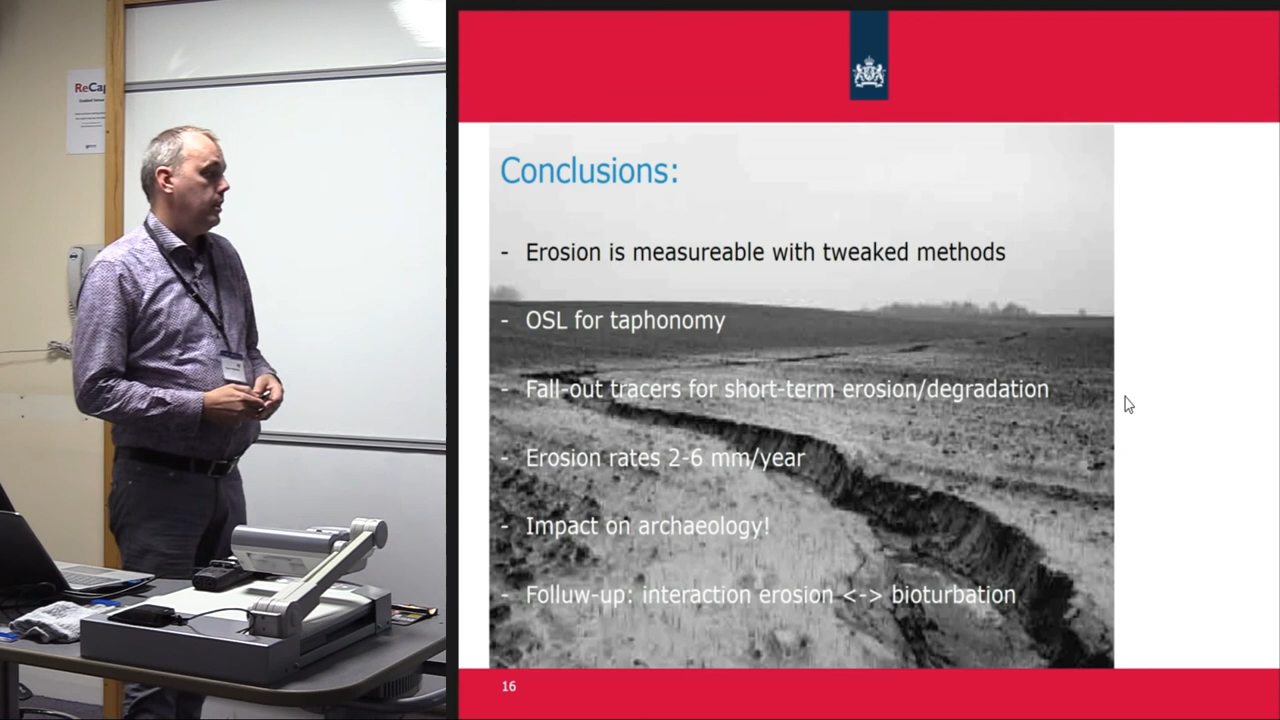 ReCap
Conclusions:
- Erosion is measureable with tweaked methods
- OSL for taphonomy
- Fall-out tracers for short-term erosion/degradation
- Erosion rates 2-6 mm/year
- Impact on archaeology!
- Folluw-up: interaction erosion <-> bioturbation
16